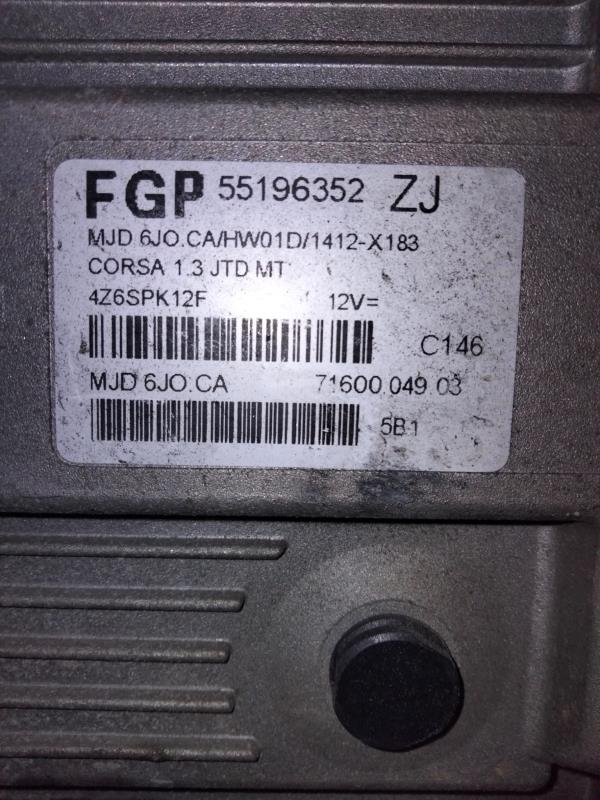 FGP 55196352 ZJ
MJD 6JO.CA/HW01D/1412-X183
CORSA 1.3 JTD MT
4Z6SPK12F 12V=
C146
MJD 6JO.CA 71600.049.03
5B1